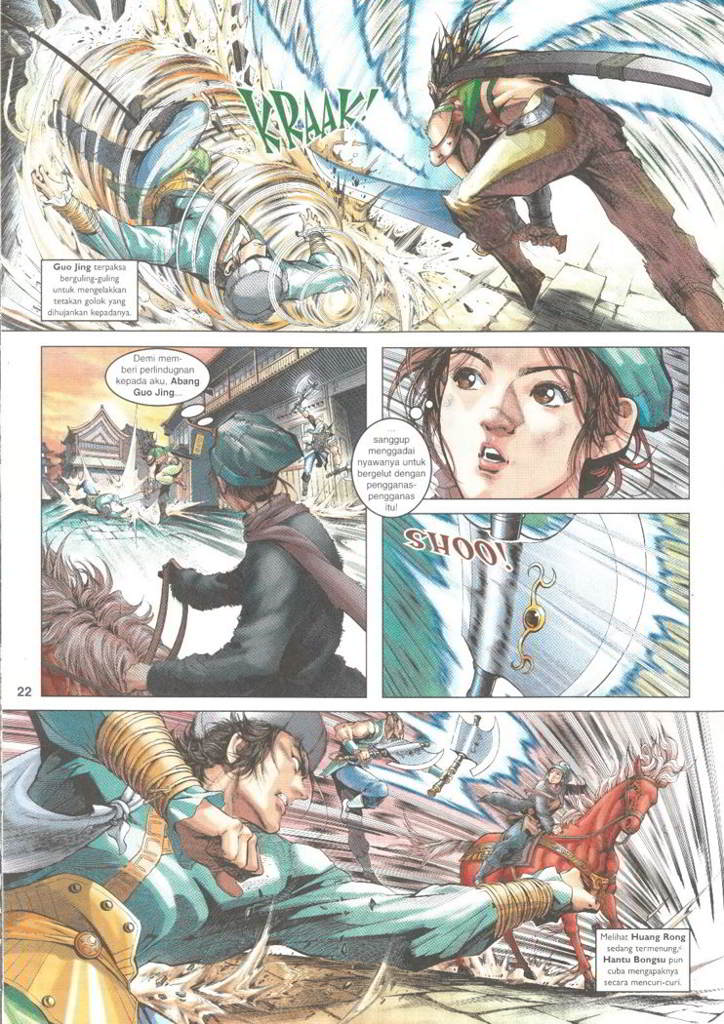 KRAAK!
Guo Jing terpaksa
berguling-guling
untuk mengelakkan
tetakan golok yang
dihujankan kepadanya.
Demi mem-
beri perlindugnan
kepada aku, Abang
Guo Jing...
...
sanggup
menggadai
nyawanya untuk
bergelut dengan
pengganas-
pengganas
itu!
SHOO!
22
Melihat Huang Rong
sedang termenung,
Hantu Bongsu pun
cuba mengapaknya
secara mencuri-curi.